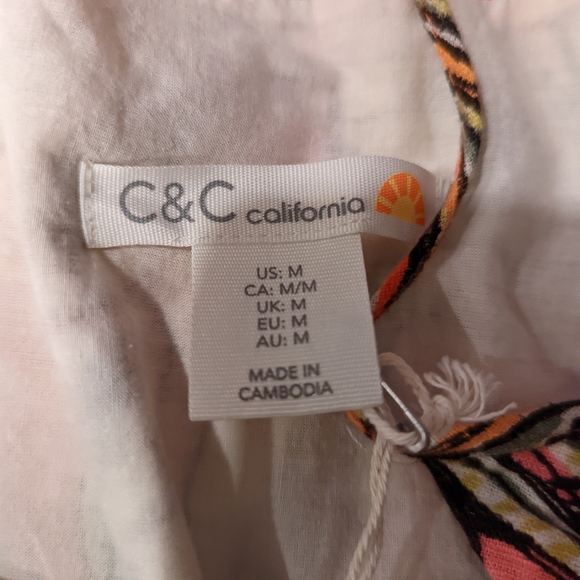 C&C california
US: M
CA: M/M
UK: M
EU: M
AU: M
MADE IN
CAMBODIA